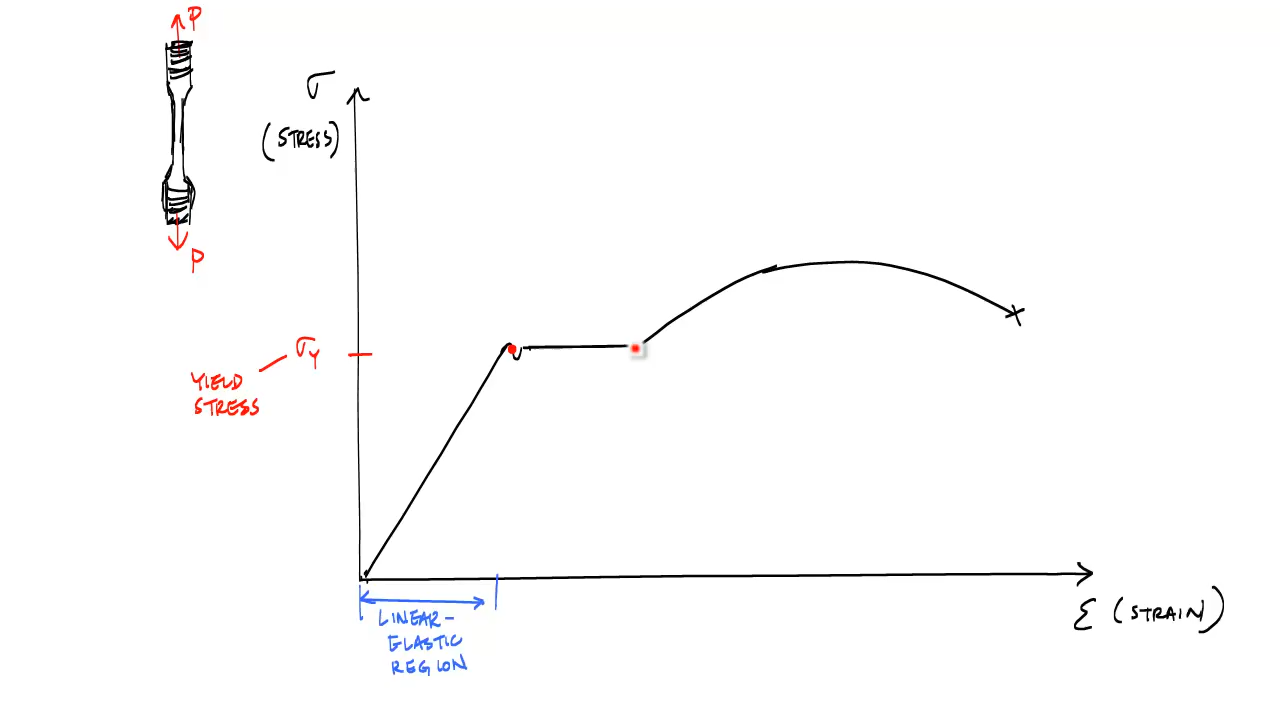 P
σ
(STRESS)
P
σY
YIELD
STRESS
LINEAR-
ELASTIC
REGION
ε (STRAIN)